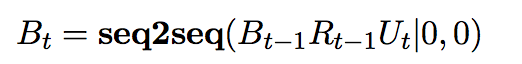 B_t = seq2seq(B_{t−1}R_{t−1}U_t|0, 0)